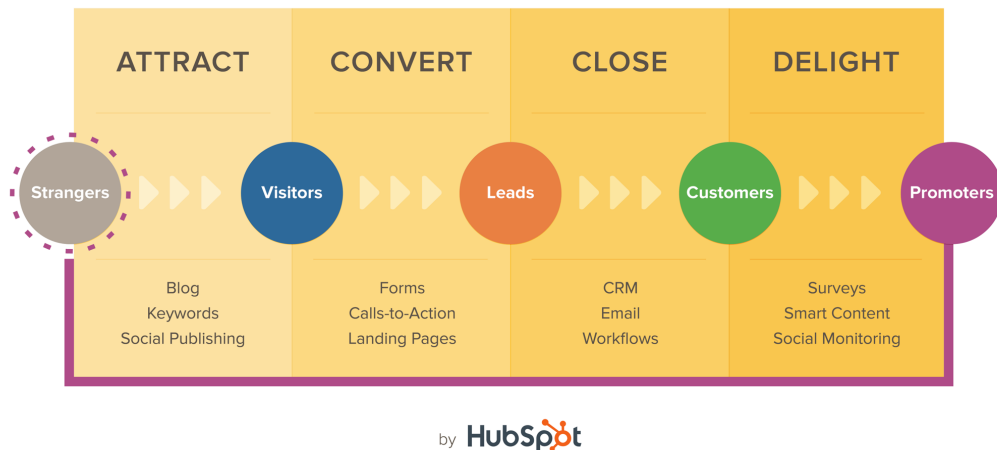 ATTRACT
CONVERT
CLOSE
DELIGHT
Strangers
Visitors
Leads
Customers
Promoters
Blog
Keywords
Social Publishing
Forms
Calls-to-Action
Landing Pages
CRM
Email
Workflows
Surveys
Smart Content
Social Monitoring
by HubSpot